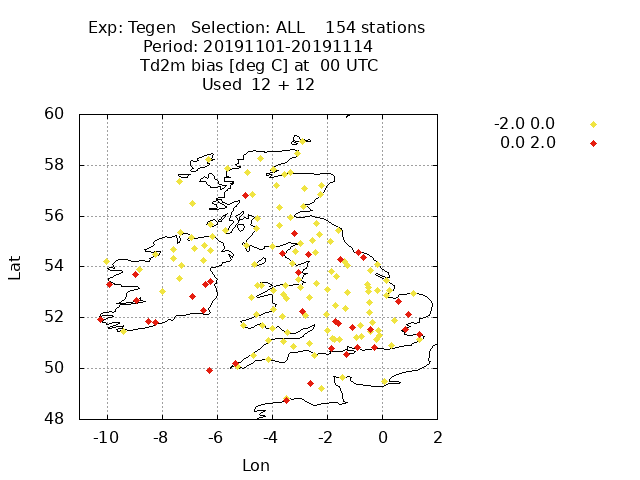 Exp: Tegen   Selection: ALL    154 stations
Period: 20191101-20191114
Td2m bias [deg C] at  00 UTC
Used  12 + 12
-2.0 0.0
0.0 2.0
60
58
56
54
52
50
48
Lat
-10 -8 -6 -4 -2 0 2
Lon